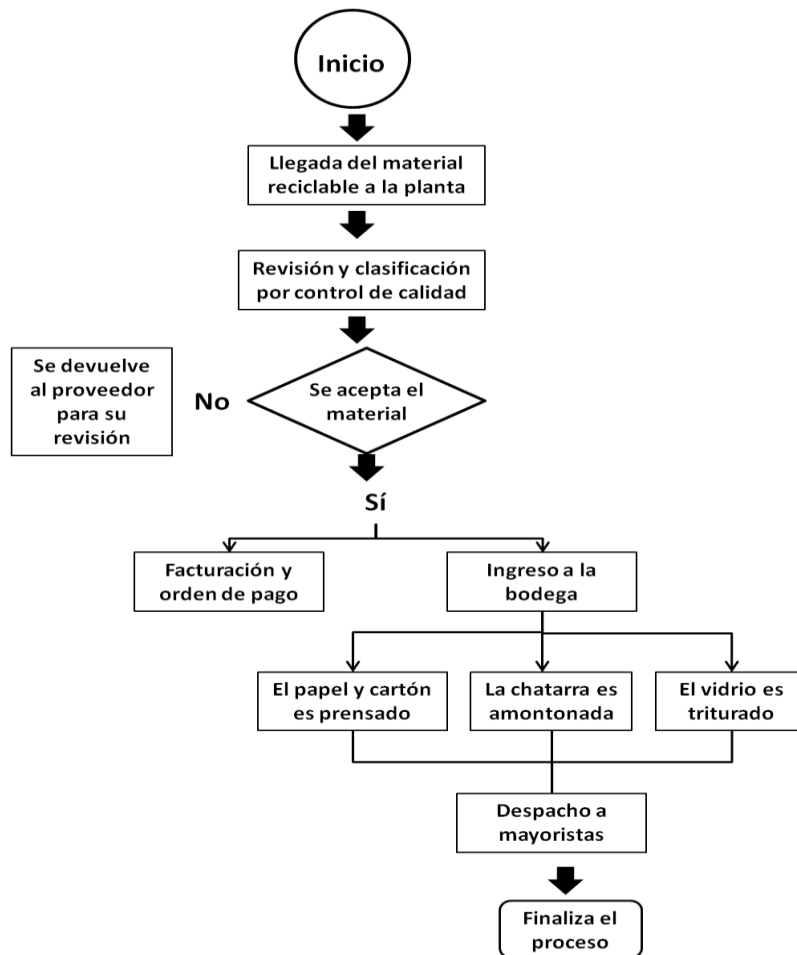 Inicio
Llegada del material
reciclable a la planta
Revisión y clasificación
por control de calidad
Se devuelve
al proveedor
para su
revisión
No
Se acepta el
material
Sí
Facturación y
orden de pago
Ingreso a la
bodega
El papel y cartón
es prensado
La chatarra es
amontonada
El vidrio es
triturado
Despacho a
mayoristas
Finaliza el
proceso